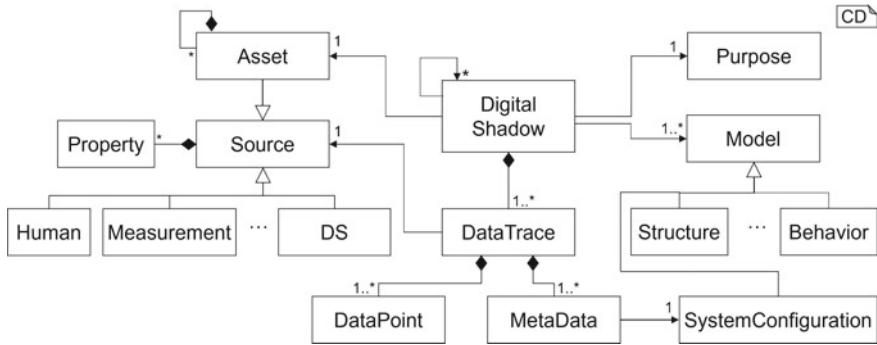 CD
Asset
1
*
*
1
Purpose
Digital
Shadow
1..*
Model
Property
*
Source
1
1..*
Human
Measurement
...
DS
DataTrace
Structure
...
Behavior
1..*
1..*
DataPoint
MetaData
1
SystemConfiguration